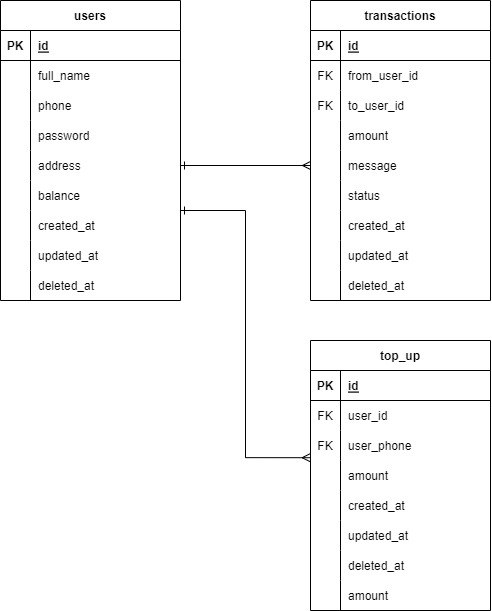 users
PK id
full_name
phone
password
address
balance
created_at
updated_at
deleted_at
transactions
PK id
FK from_user_id
FK to_user_id
amount
message
status
created_at
updated_at
deleted_at
top_up
PK id
FK user_id
FK user_phone
amount
created_at
updated_at
deleted_at
amount